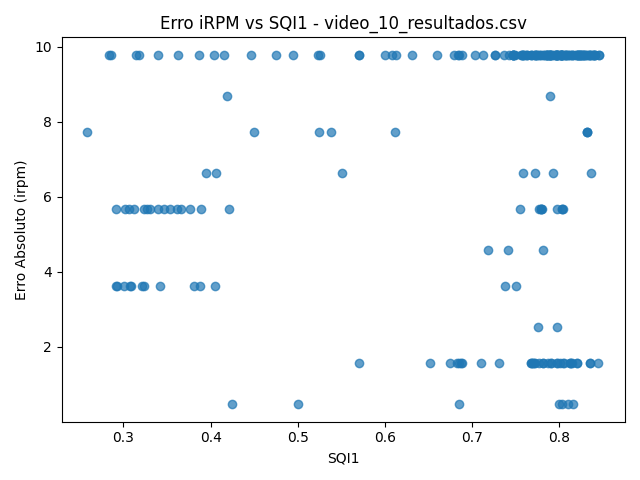 Erro iRPM vs SQI1 - video_10_resultados.csv
Erro Absoluto (irpm)
10
8
6
4
2
0.3 0.4 0.5 0.6 0.7 0.8
SQI1